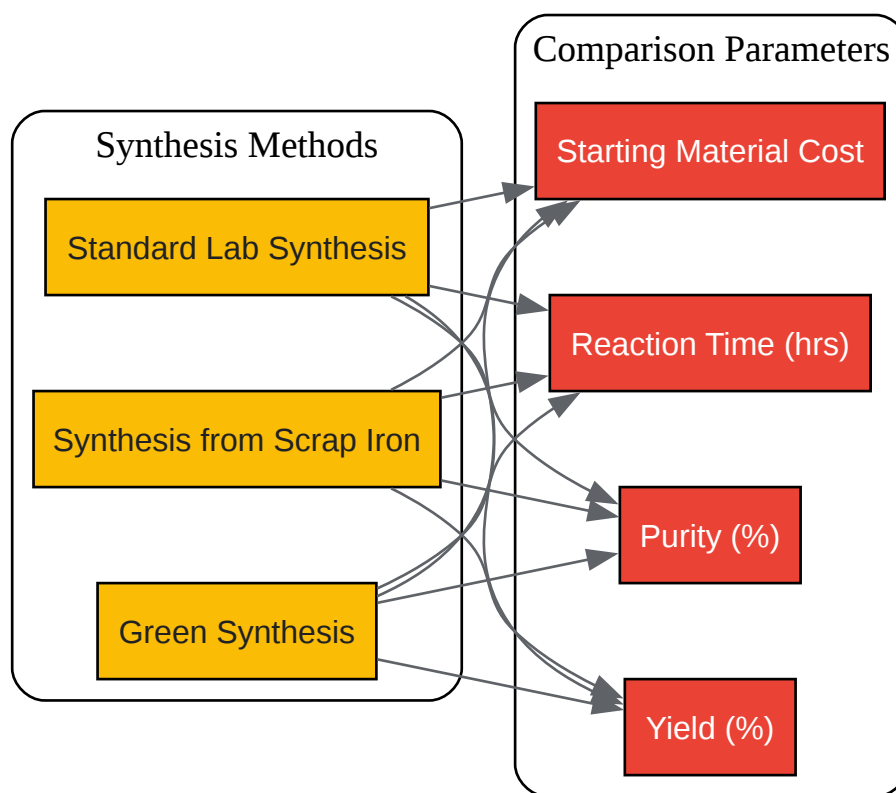 Synthesis Methods
Standard Lab Synthesis
Synthesis from Scrap Iron
Green Synthesis
Comparison Parameters
Starting Material Cost
Reaction Time (hrs)
Purity (%)
Yield (%)